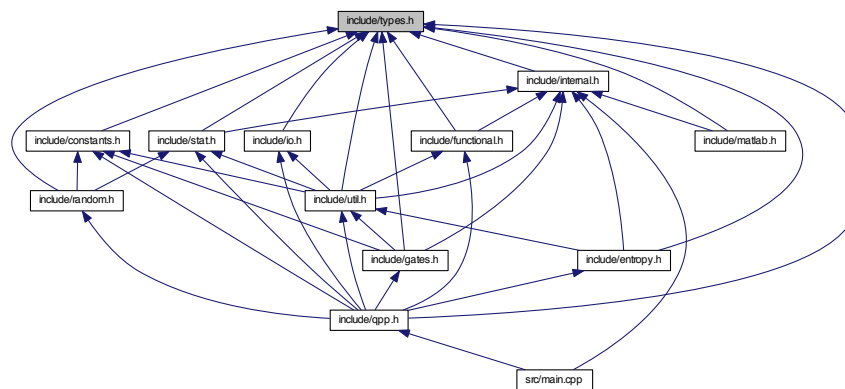 include/types.h
include/internal.h
include/constants.h
include/stat.h
include/io.h
include/functional.h
include/matlab.h
include/random.h
include/util.h
include/gates.h
include/entropy.h
include/qpp.h
src/main.cpp